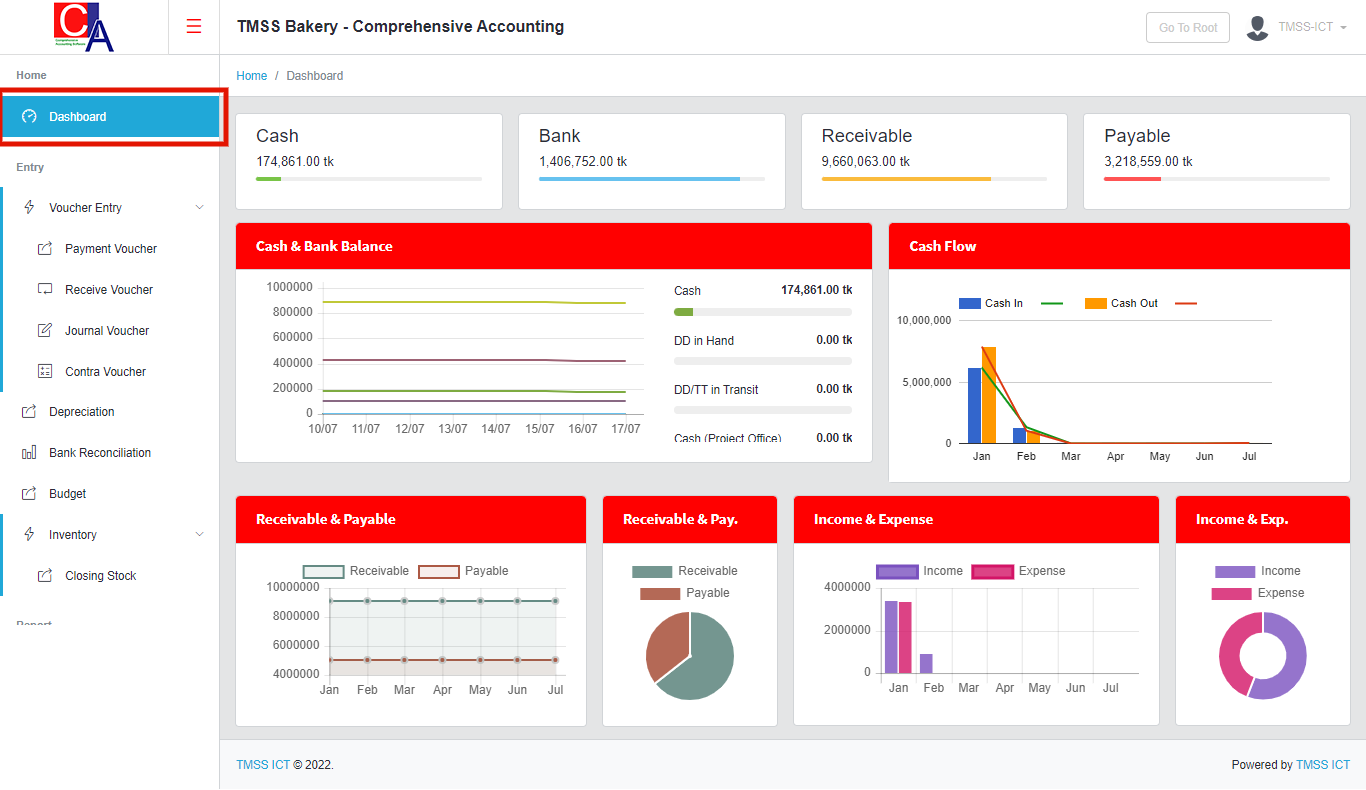 CA
Comprehensive
Accounting Software
TMSS Bakery - Comprehensive Accounting
Go To Root
TMSS-ICT
Home
Dashboard
Entry
Voucher Entry
Payment Voucher
Receive Voucher
Journal Voucher
Contra Voucher
Depreciation
Bank Reconciliation
Budget
Inventory
Closing Stock
Report
Home / Dashboard
Cash
174,861.00 tk
Bank
1,406,752.00 tk
Receivable
9,660,063.00 tk
Payable
3,218,559.00 tk
Cash & Bank Balance
1000000
800000
600000
400000
200000
0
10/07 11/07 12/07 13/07 14/07 15/07 16/07 17/07
Cash 174,861.00 tk
DD in Hand 0.00 tk
DD/TT in Transit 0.00 tk
Cash (Project Office) 0.00 tk
Cash Flow
Cash In Cash Out
10,000,000
5,000,000
0
Jan Feb Mar Apr May Jun Jul
Receivable & Payable
Receivable Payable
10000000
8000000
6000000
4000000
Jan Feb Mar Apr May Jun Jul
Receivable & Pay.
Receivable
Payable
Income & Expense
Income Expense
4000000
2000000
0
Jan Feb Mar Apr May Jun Jul
Income & Exp.
Income
Expense
TMSS ICT © 2022.
Powered by TMSS ICT